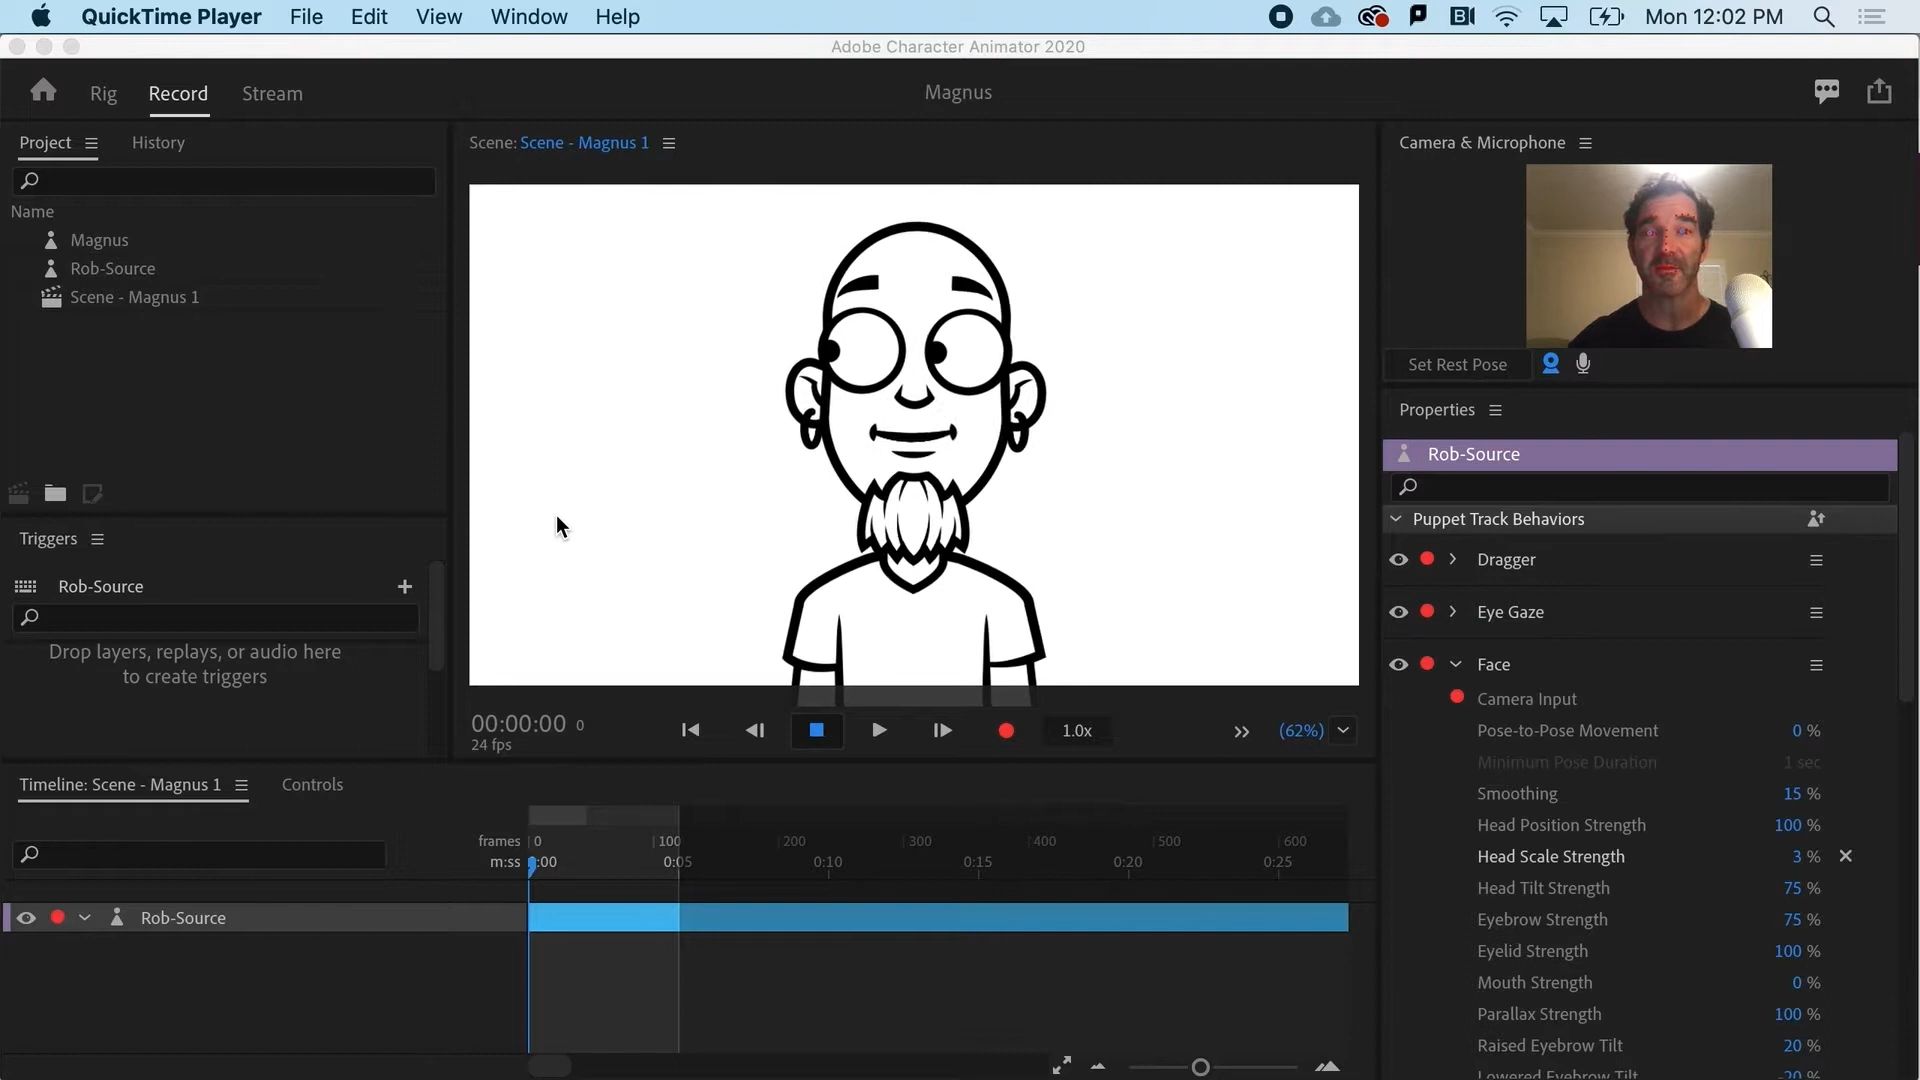 QuickTime Player File Edit View Window Help Mon 12:02 PM
Adobe Character Animator 2020
Rig Record Stream
Magnus
Project
History
Name
Magnus
Rob-Source
Scene - Magnus 1
Triggers
Rob-Source
Drop layers, replays, or audio here
to create triggers
Scene: Scene - Magnus 1
00:00:00 0
24 fps
1.0x
(62%)
Camera & Microphone
Set Rest Pose
Properties
Rob-Source
Puppet Track Behaviors
Dragger
Eye Gaze
Face
Camera Input
Pose-to-Pose Movement 0 %
Minimum Pose Duration 1 sec
Smoothing 15 %
Head Position Strength 100 %
Head Scale Strength 3 %
Head Tilt Strength 75 %
Eyebrow Strength 75 %
Eyelid Strength 100 %
Mouth Strength 0 %
Parallax Strength 100 %
Raised Eyebrow Tilt 20 %
Lowered Eyebrow Tilt -20 %
Timeline: Scene - Magnus 1
Controls
frames 0 100 200 300 400 500 600
m:ss :00 0:05 0:10 0:15 0:20 0:25
Rob-Source